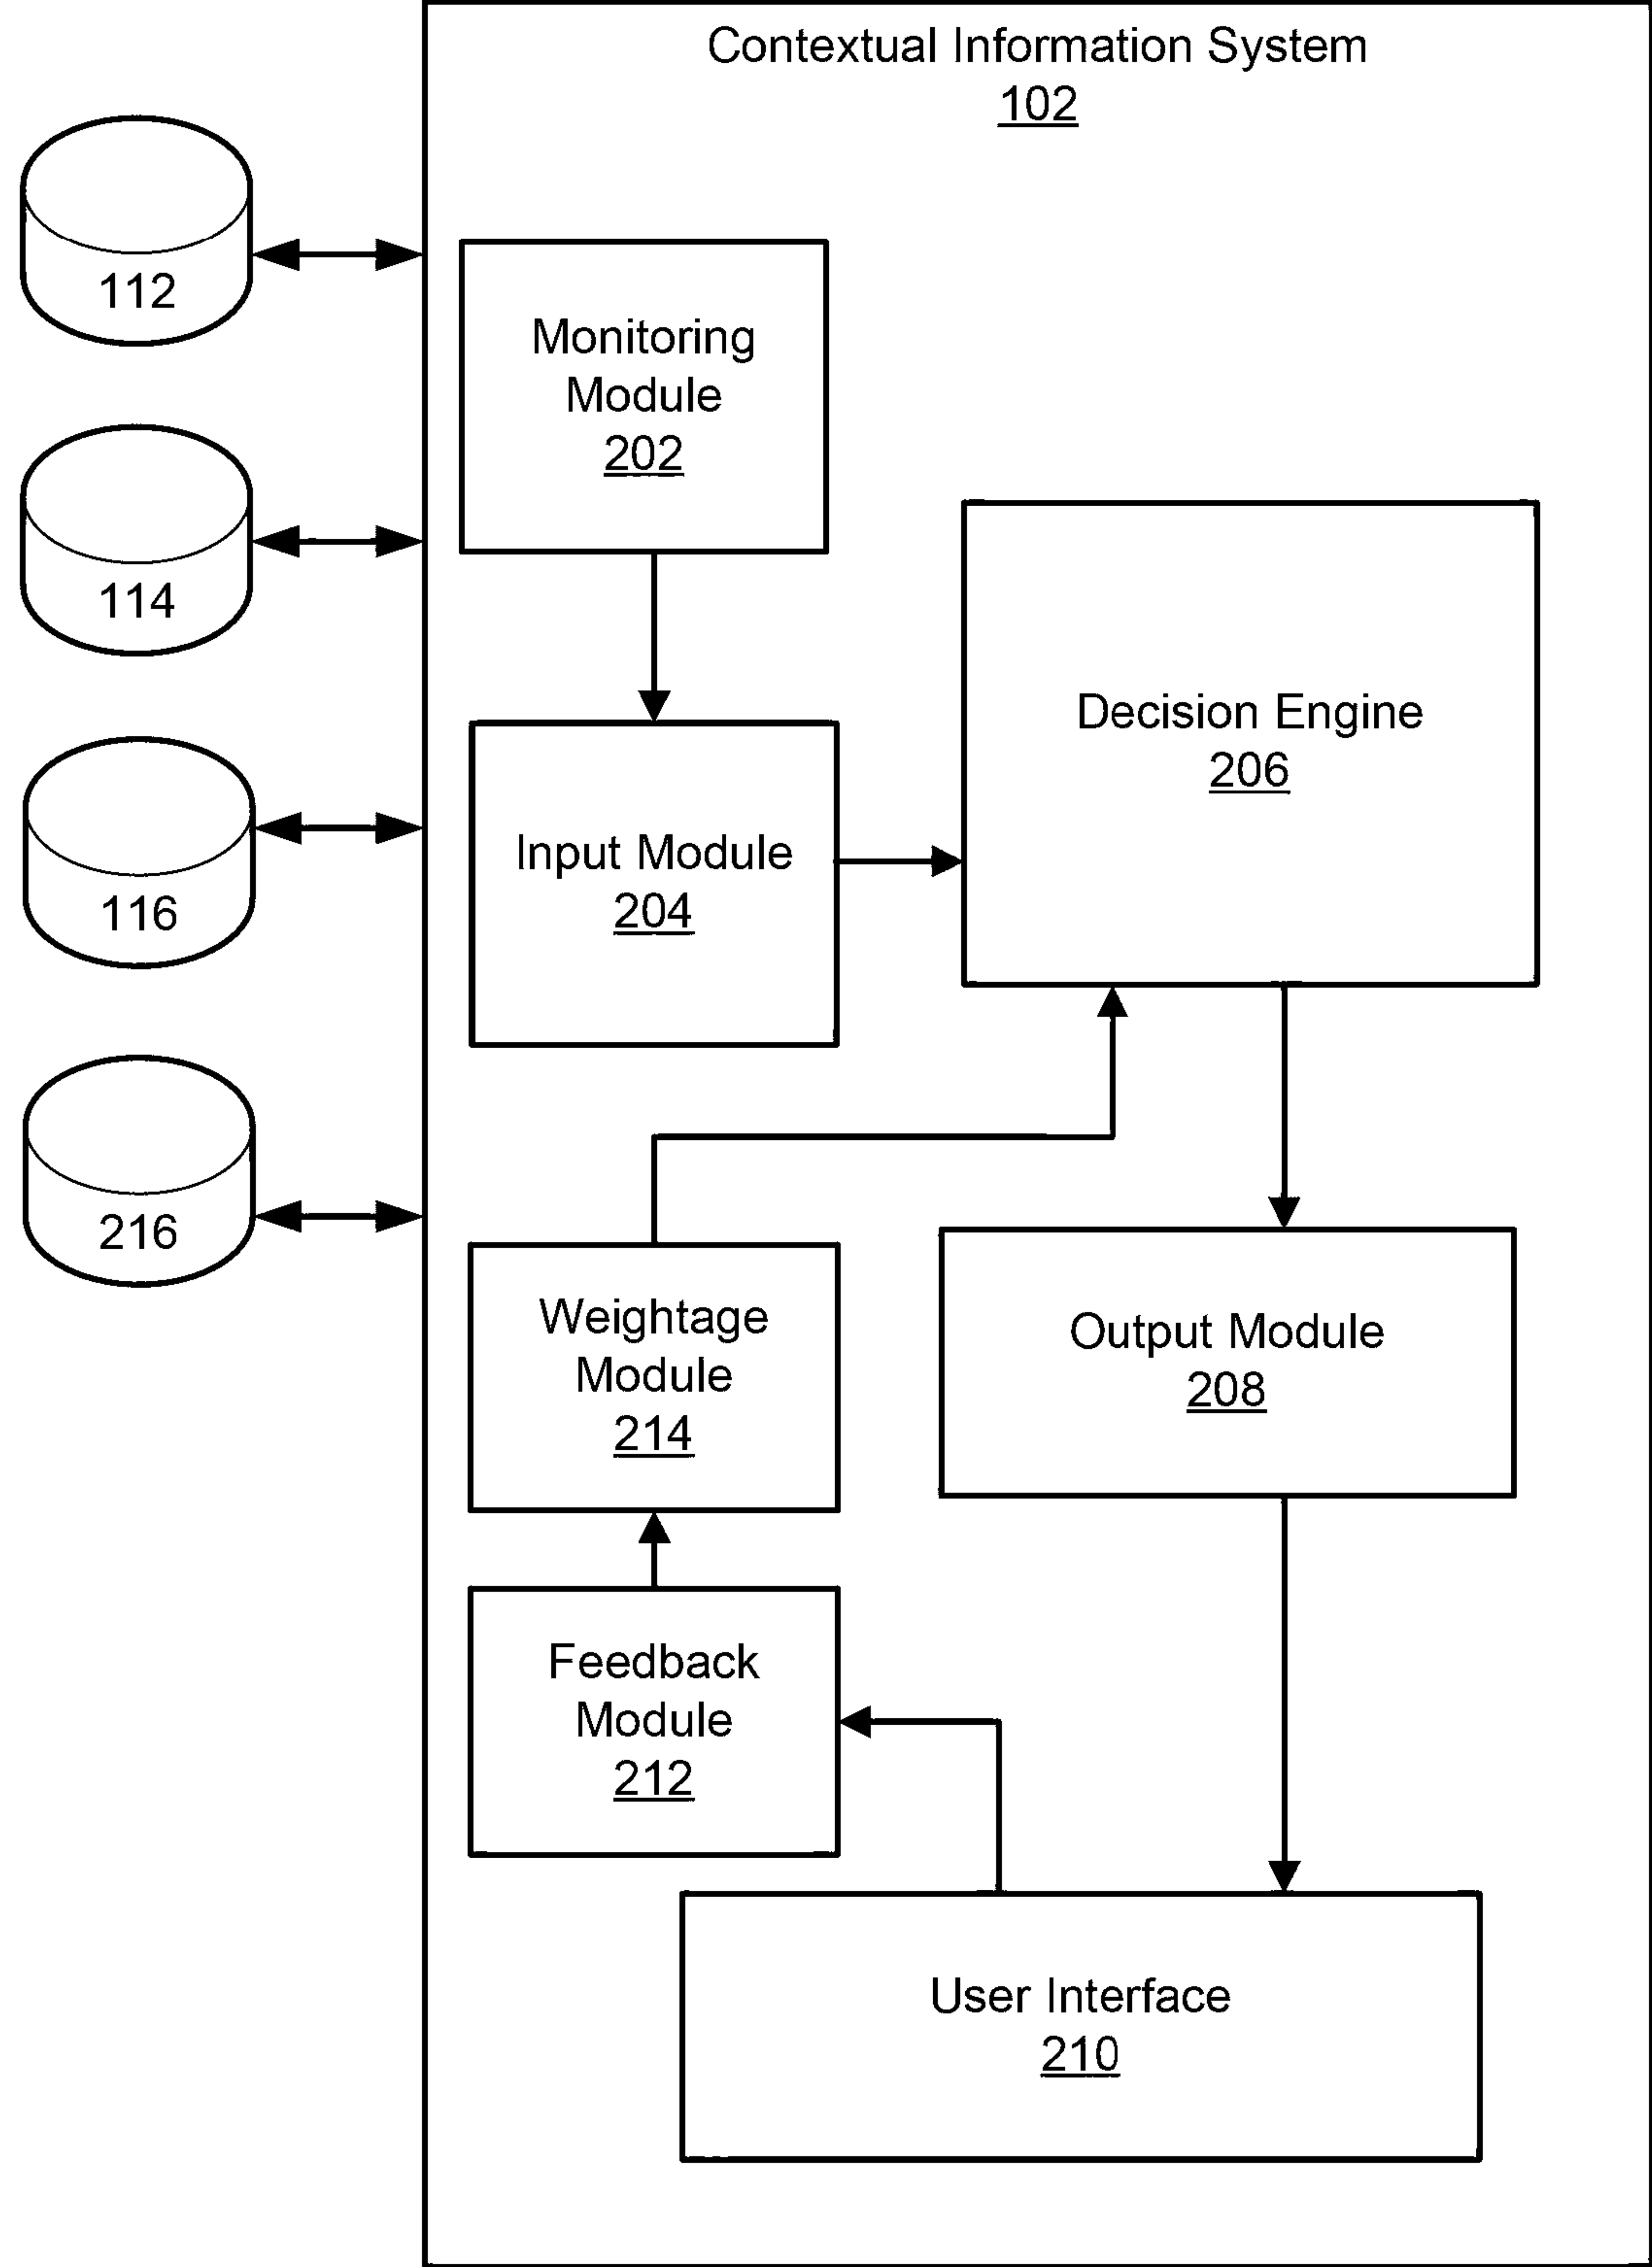 Contextual Information System
102
112
114
116
216
Monitoring
Module
202
Input Module
204
Decision Engine
206
Weightage
Module
214
Output Module
208
Feedback
Module
212
User Interface
210